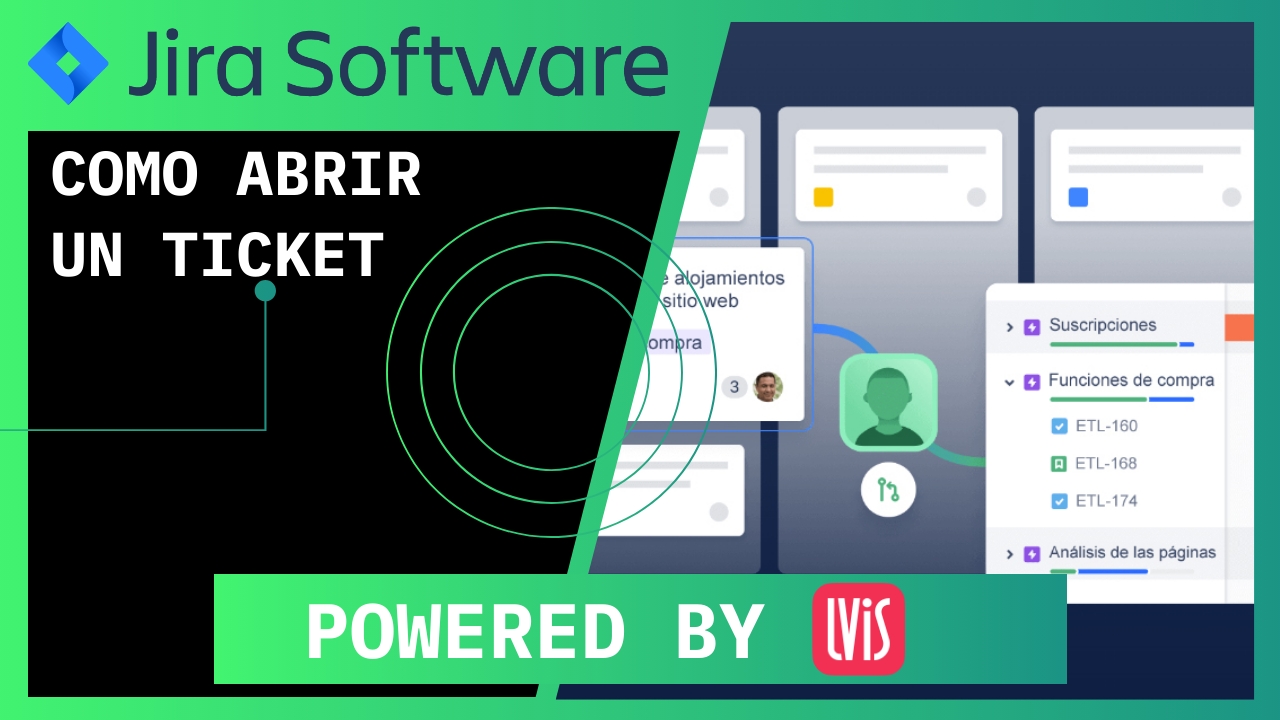 Jira Software
COMO ABRIR
UN TICKET
e alojamientos
sitio web
ompra
3
Suscripciones
Funciones de compra
ETL-160
ETL-168
ETL-174
Análisis de las páginas
POWERED BY
LViS